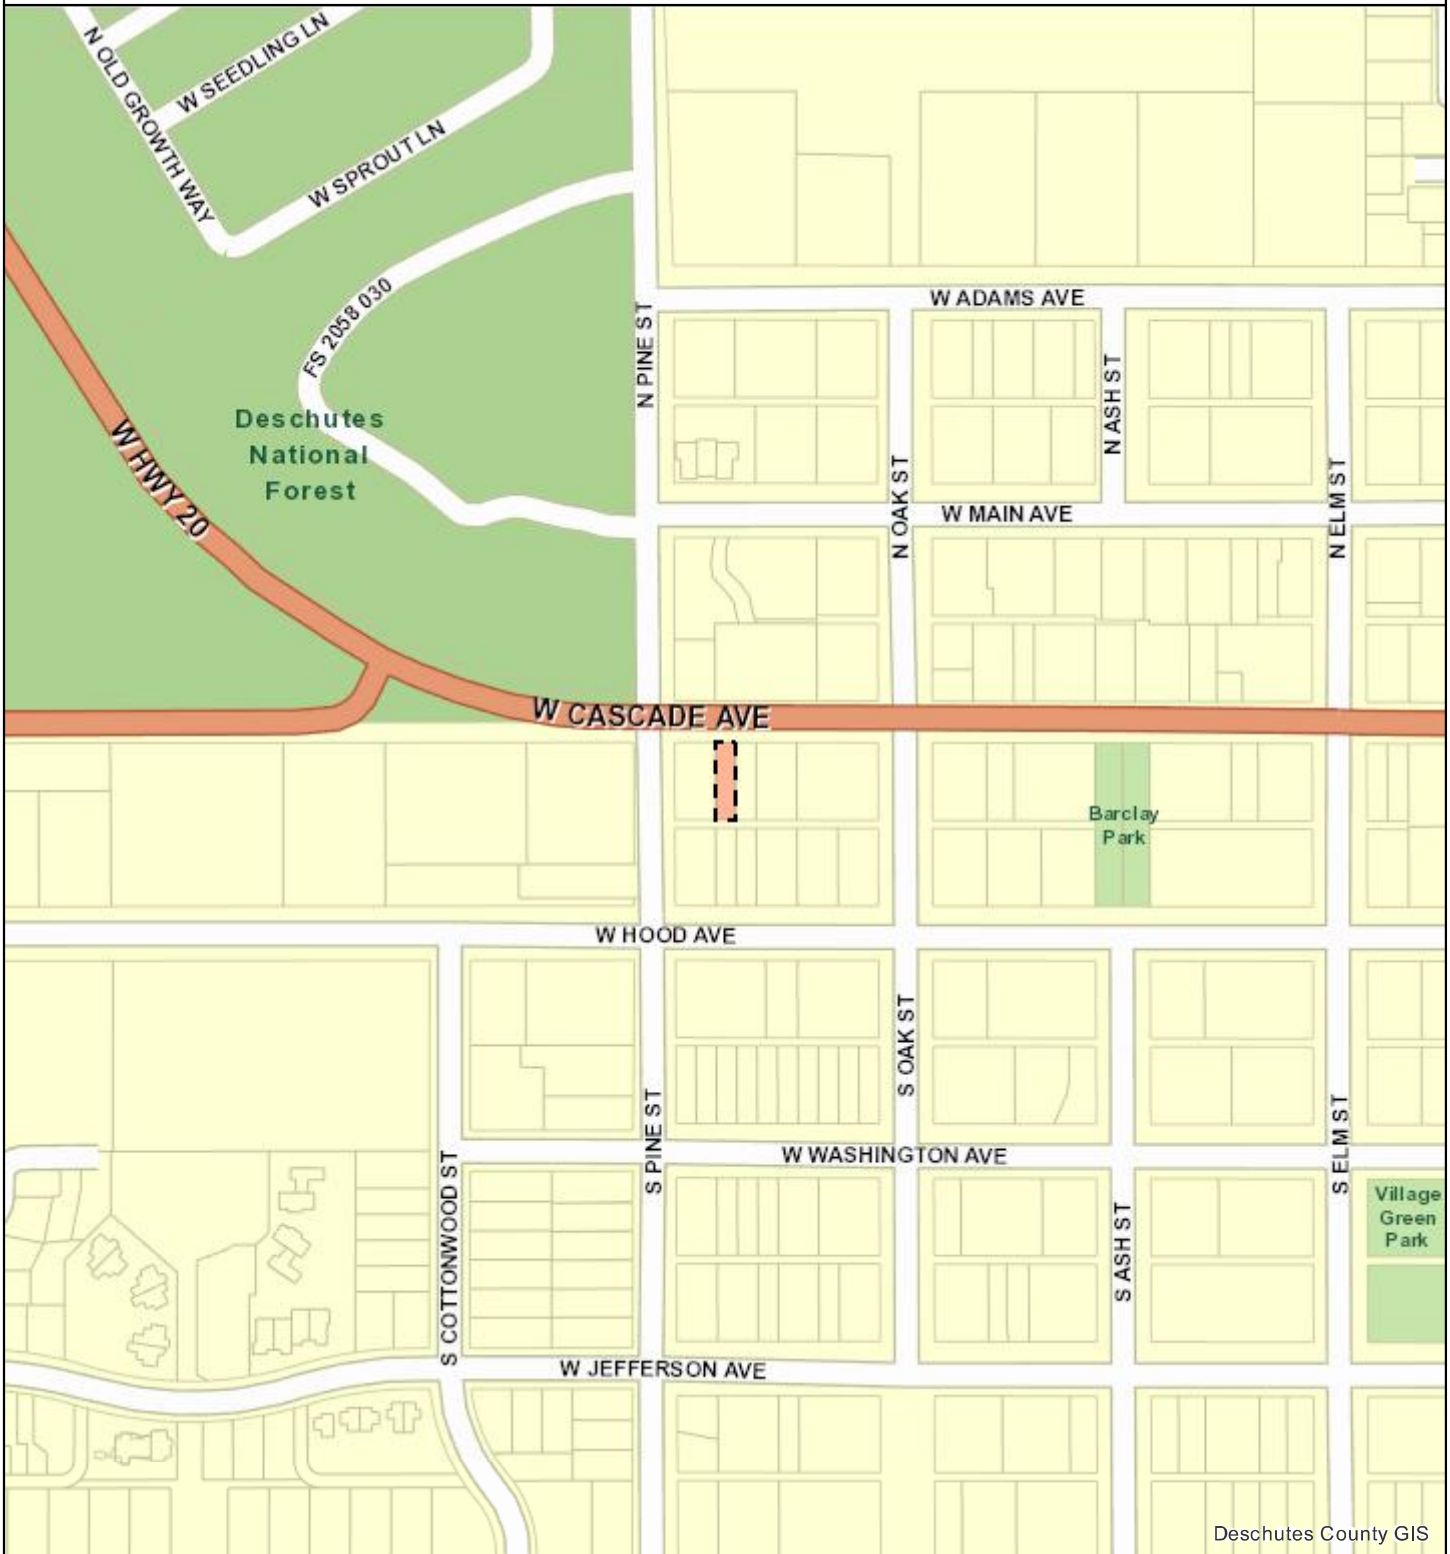 N OLD GROWTH WAY
W SEEDLING LN
W SPROUT LN
FS 2058 030
W ADAMS AVE
N PINE ST
N ASH ST
Deschutes
National
Forest
W HWY 20
N OAK ST
N ELM ST
W MAIN AVE
W CASCADE AVE
Barclay
Park
W HOOD AVE
S OAK ST
S PINE ST
S ELM ST
W WASHINGTON AVE
S COTTONWOOD ST
S ASH ST
Village
Green
Park
W JEFFERSON AVE
Deschutes County GIS